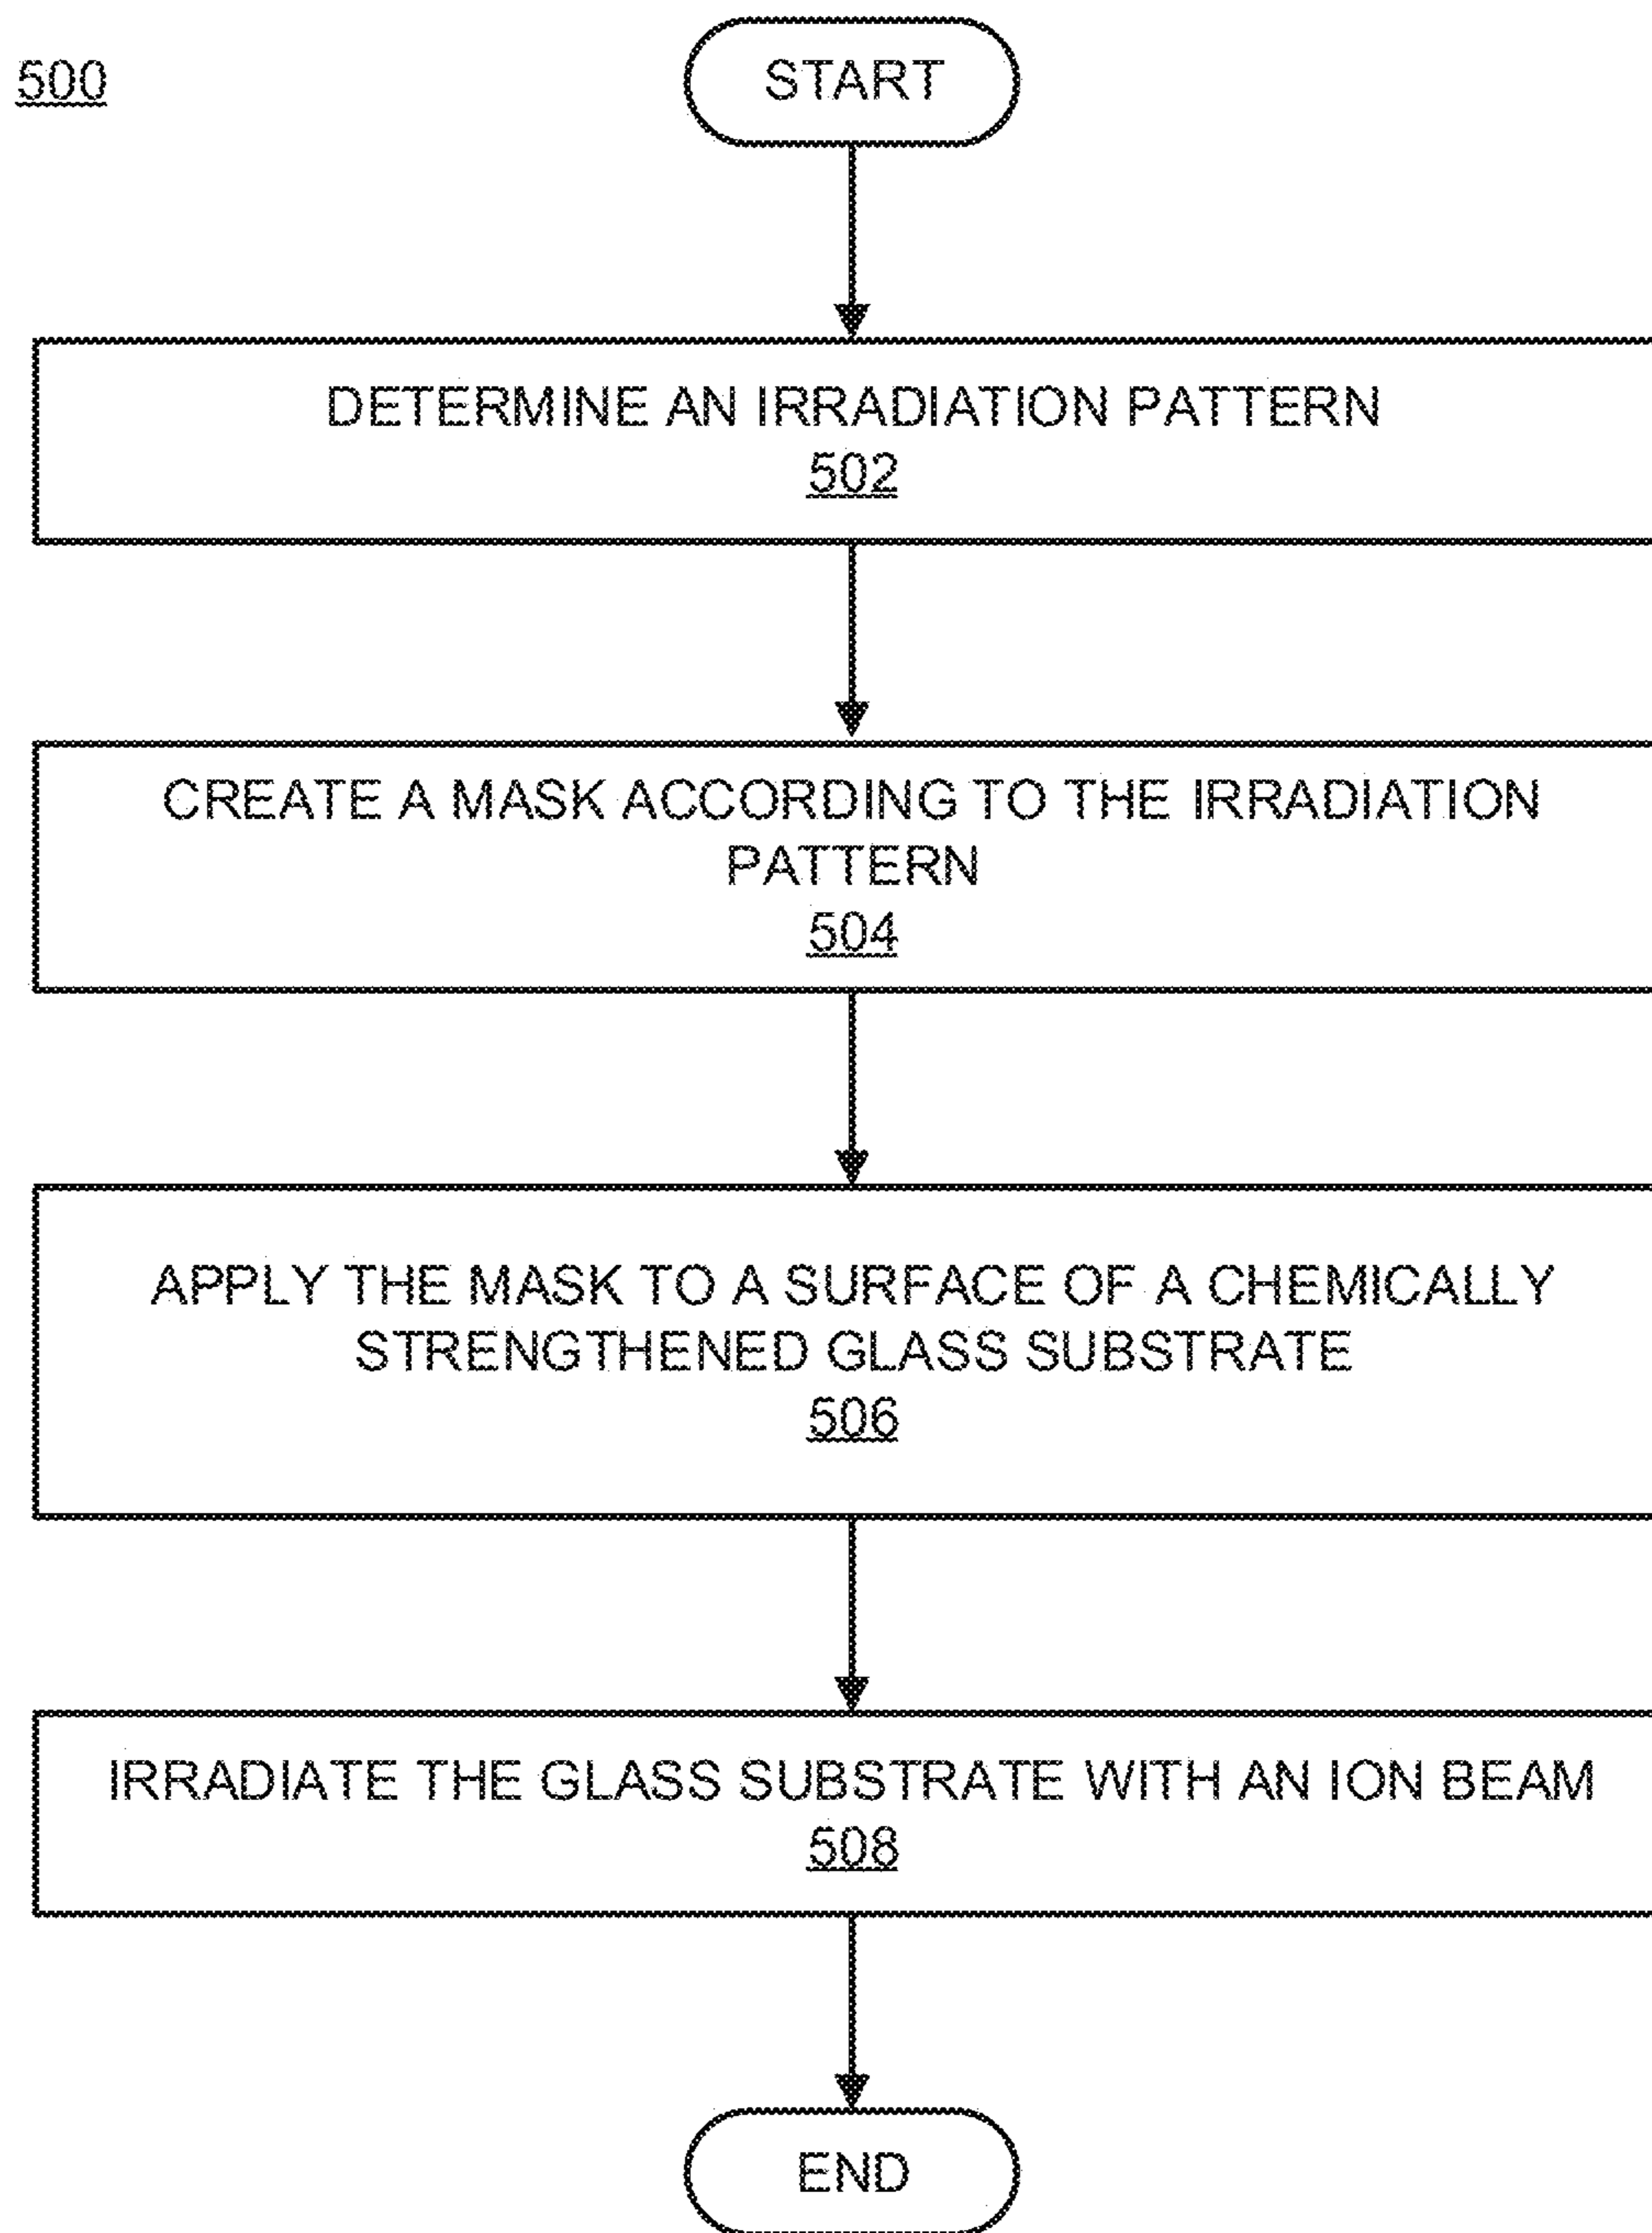 500
START
DETERMINE AN IRRADIATION PATTERN
502
CREATE A MASK ACCORDING TO THE IRRADIATION
PATTERN
504
APPLY THE MASK TO A SURFACE OF A CHEMICALLY
STRENGTHENED GLASS SUBSTRATE
506
IRRADIATE THE GLASS SUBSTRATE WITH AN ION BEAM
508
END